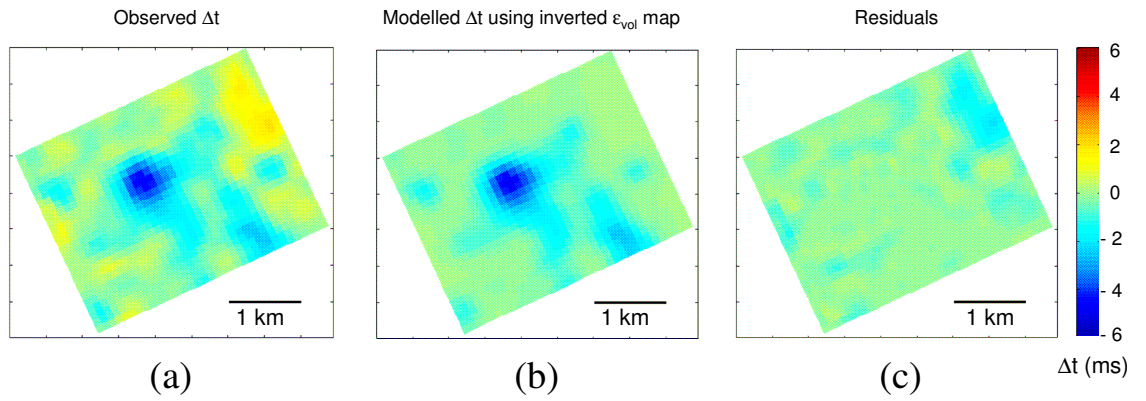 Observed Δt
Modelled Δt using inverted εvol map
Residuals
6
4
2
0
- 2
- 4
- 6
Δt (ms)
1 km
1 km
1 km
(a)
(b)
(c)